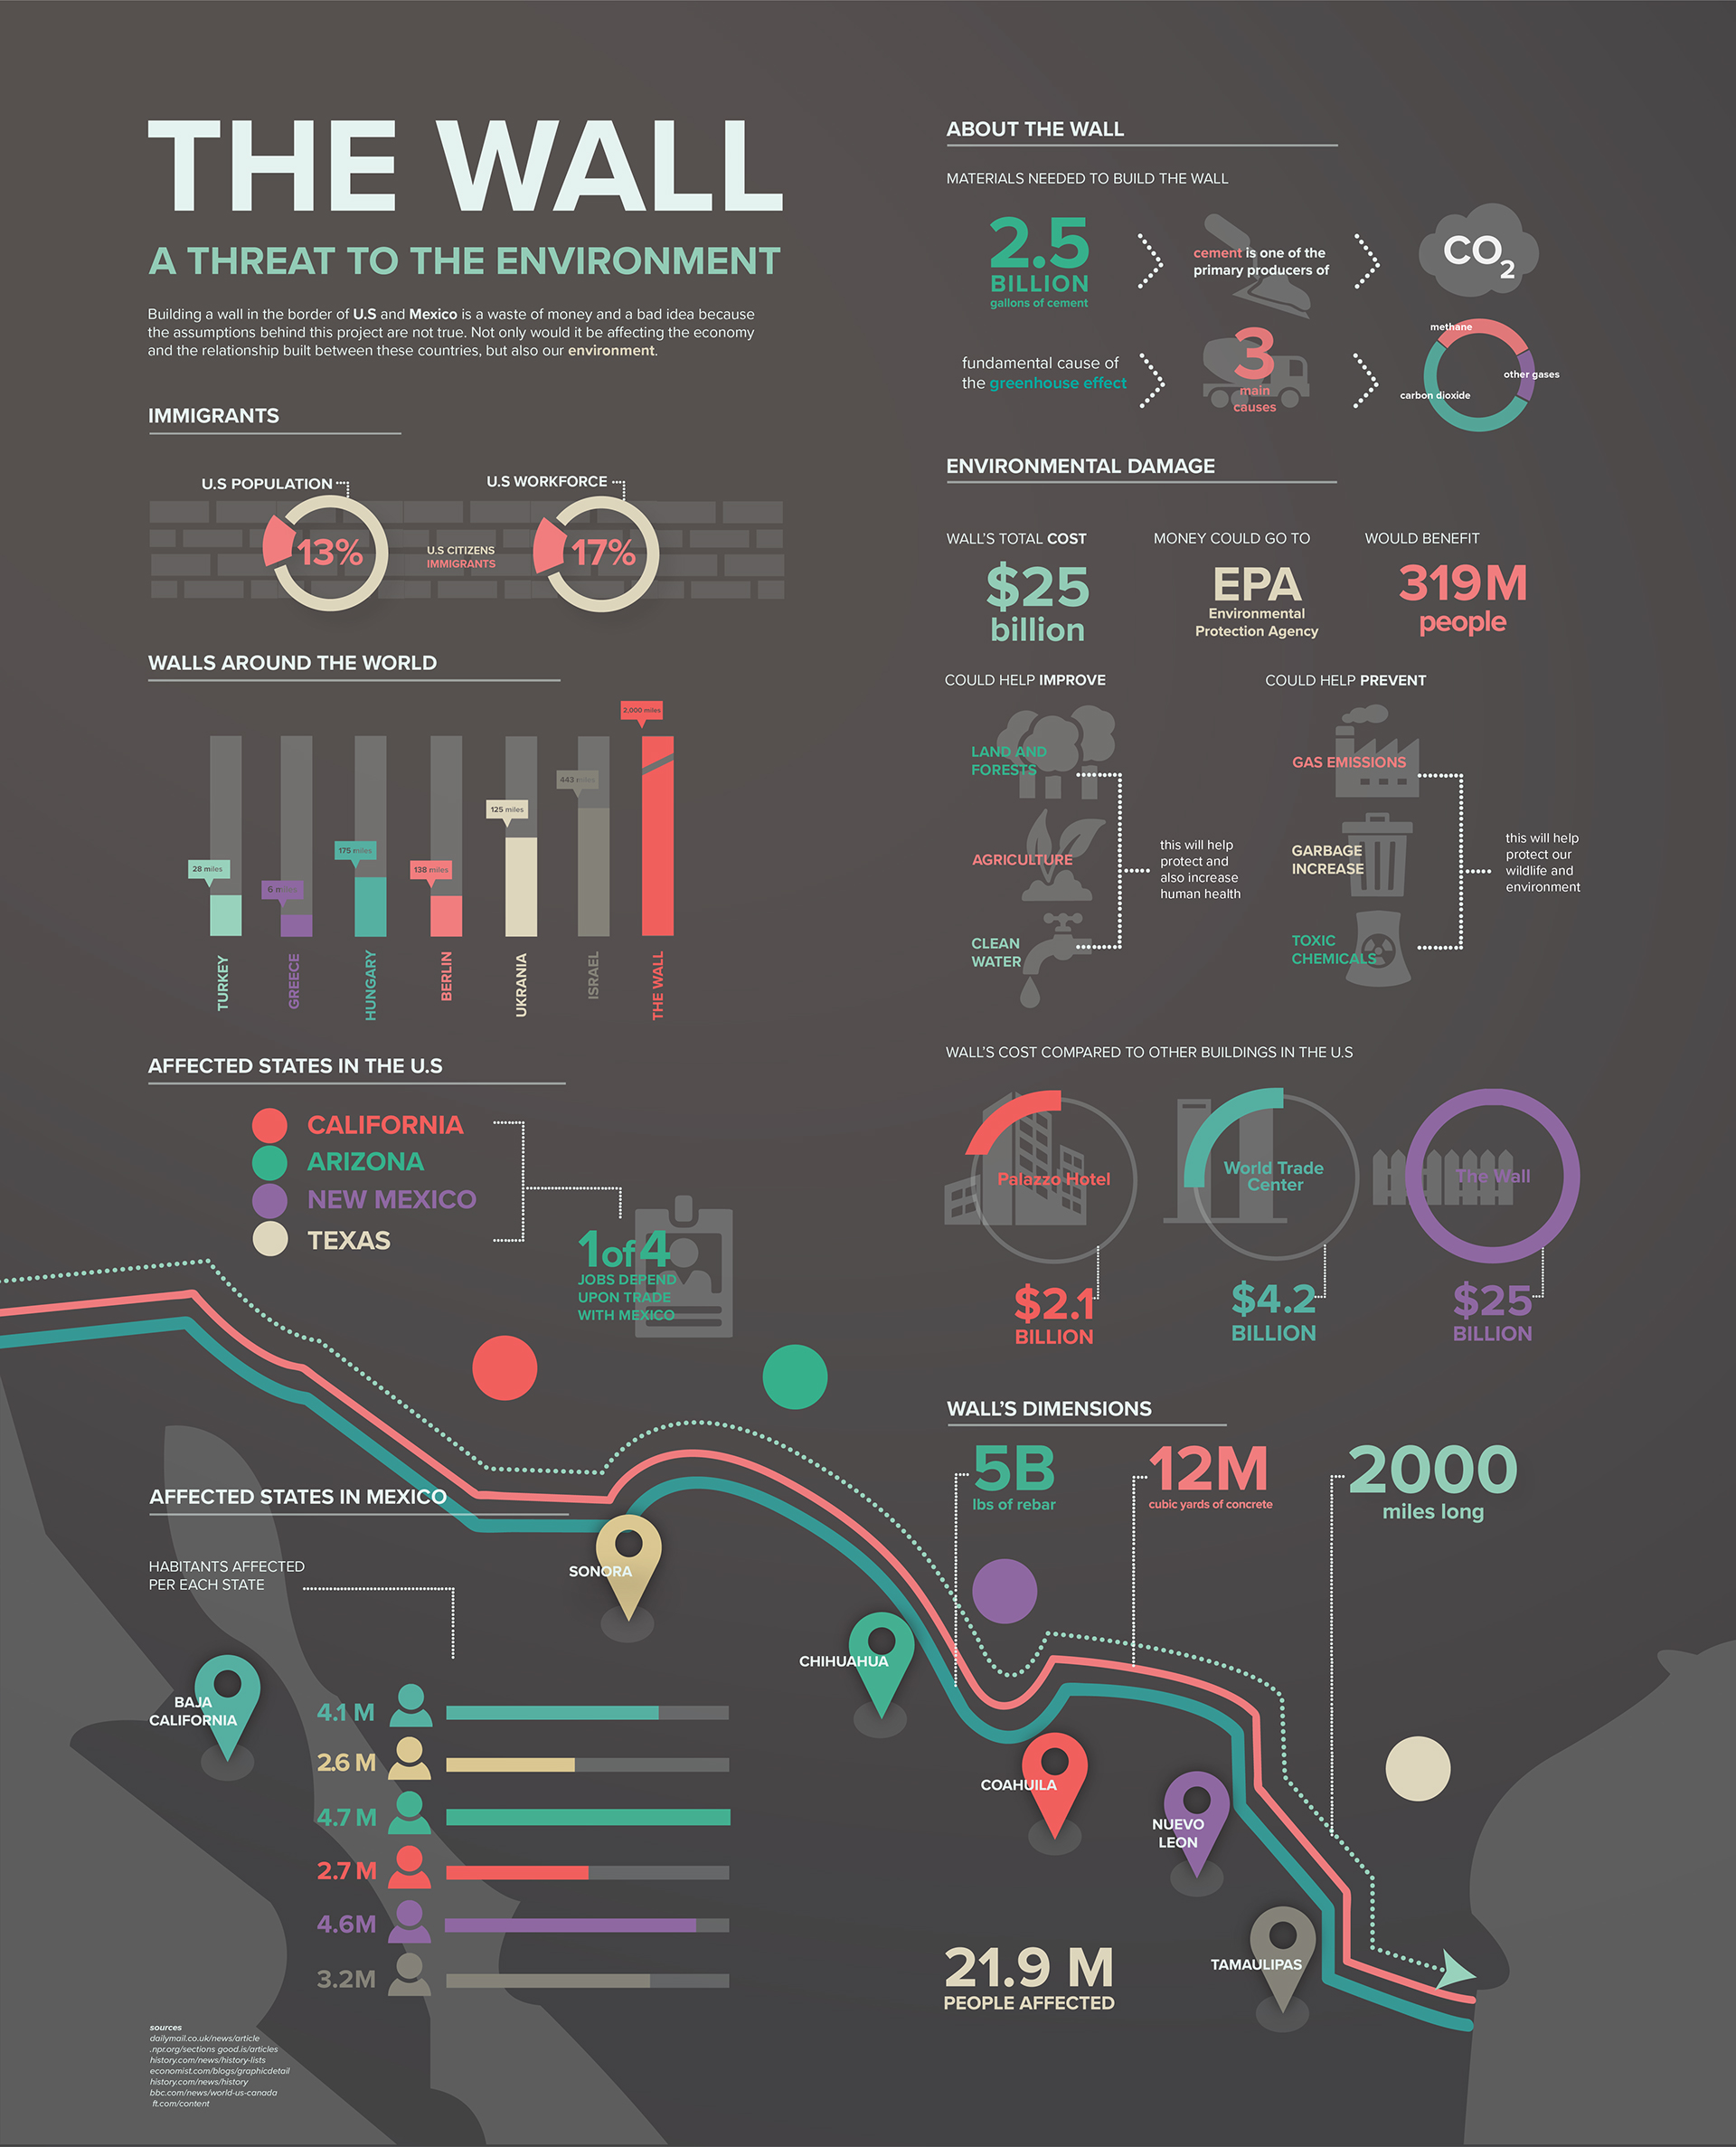 THE WALL
A THREAT TO THE ENVIRONMENT
Building a wall in the border of U.S and Mexico is a waste of money and a bad idea because
the assumptions behind this project are not true. Not only would it be affecting the economy
and the relationship built between these countries, but also our environment.
IMMIGRANTS
U.S POPULATION
13%
U.S CITIZENS
IMMIGRANTS
U.S WORKFORCE
17%
WALLS AROUND THE WORLD
28 miles
6 miles
175 miles
138 miles
125 miles
443 miles
2.000 miles
TURKEY
GREECE
HUNGARY
BERLIN
UKRANIA
ISRAEL
THE WALL
AFFECTED STATES IN THE U.S
CALIFORNIA
ARIZONA
NEW MEXICO
TEXAS
1of4
JOBS DEPEND
UPON TRADE
WITH MEXICO
AFFECTED STATES IN MEXICO
HABITANTS AFFECTED
PER EACH STATE
BAJA
CALIFORNIA
SONORA
CHIHUAHUA
COAHUILA
NUEVO
LEON
TAMAULIPAS
4.1 M
2.6 M
4.7 M
2.7 M
4.6M
3.2M
21.9 M
PEOPLE AFFECTED
sources
dailymail.co.uk/news/article
.npr.org/sections good.is/articles
history.com/news/history-lists
economist.com/blogs/graphicdetail
history.com/news/history
bbc.com/news/world-us-canada
ft.com/content
ABOUT THE WALL
MATERIALS NEEDED TO BUILD THE WALL
2.5
BILLION
gallons of cement
cement is one of the
primary producers of
CO2
fundamental cause of
the greenhouse effect
3
main
causes
methane
other gases
carbon dioxide
ENVIRONMENTAL DAMAGE
WALL'S TOTAL COST
$25
billion
MONEY COULD GO TO
EPA
Environmental
Protection Agency
WOULD BENEFIT
319M
people
COULD HELP IMPROVE
LAND AND
FORESTS
AGRICULTURE
CLEAN
WATER
this will help
protect and
also increase
human health
COULD HELP PREVENT
GAS EMISSIONS
GARBAGE
INCREASE
TOXIC
CHEMICALS
this will help
protect our
wildlife and
environment
WALL'S COST COMPARED TO OTHER BUILDINGS IN THE U.S
Palazzo Hotel
$2.1
BILLION
World Trade
Center
$4.2
BILLION
The Wall
$25
BILLION
WALL'S DIMENSIONS
5B
lbs of rebar
12M
cubic yards of concrete
2000
miles long